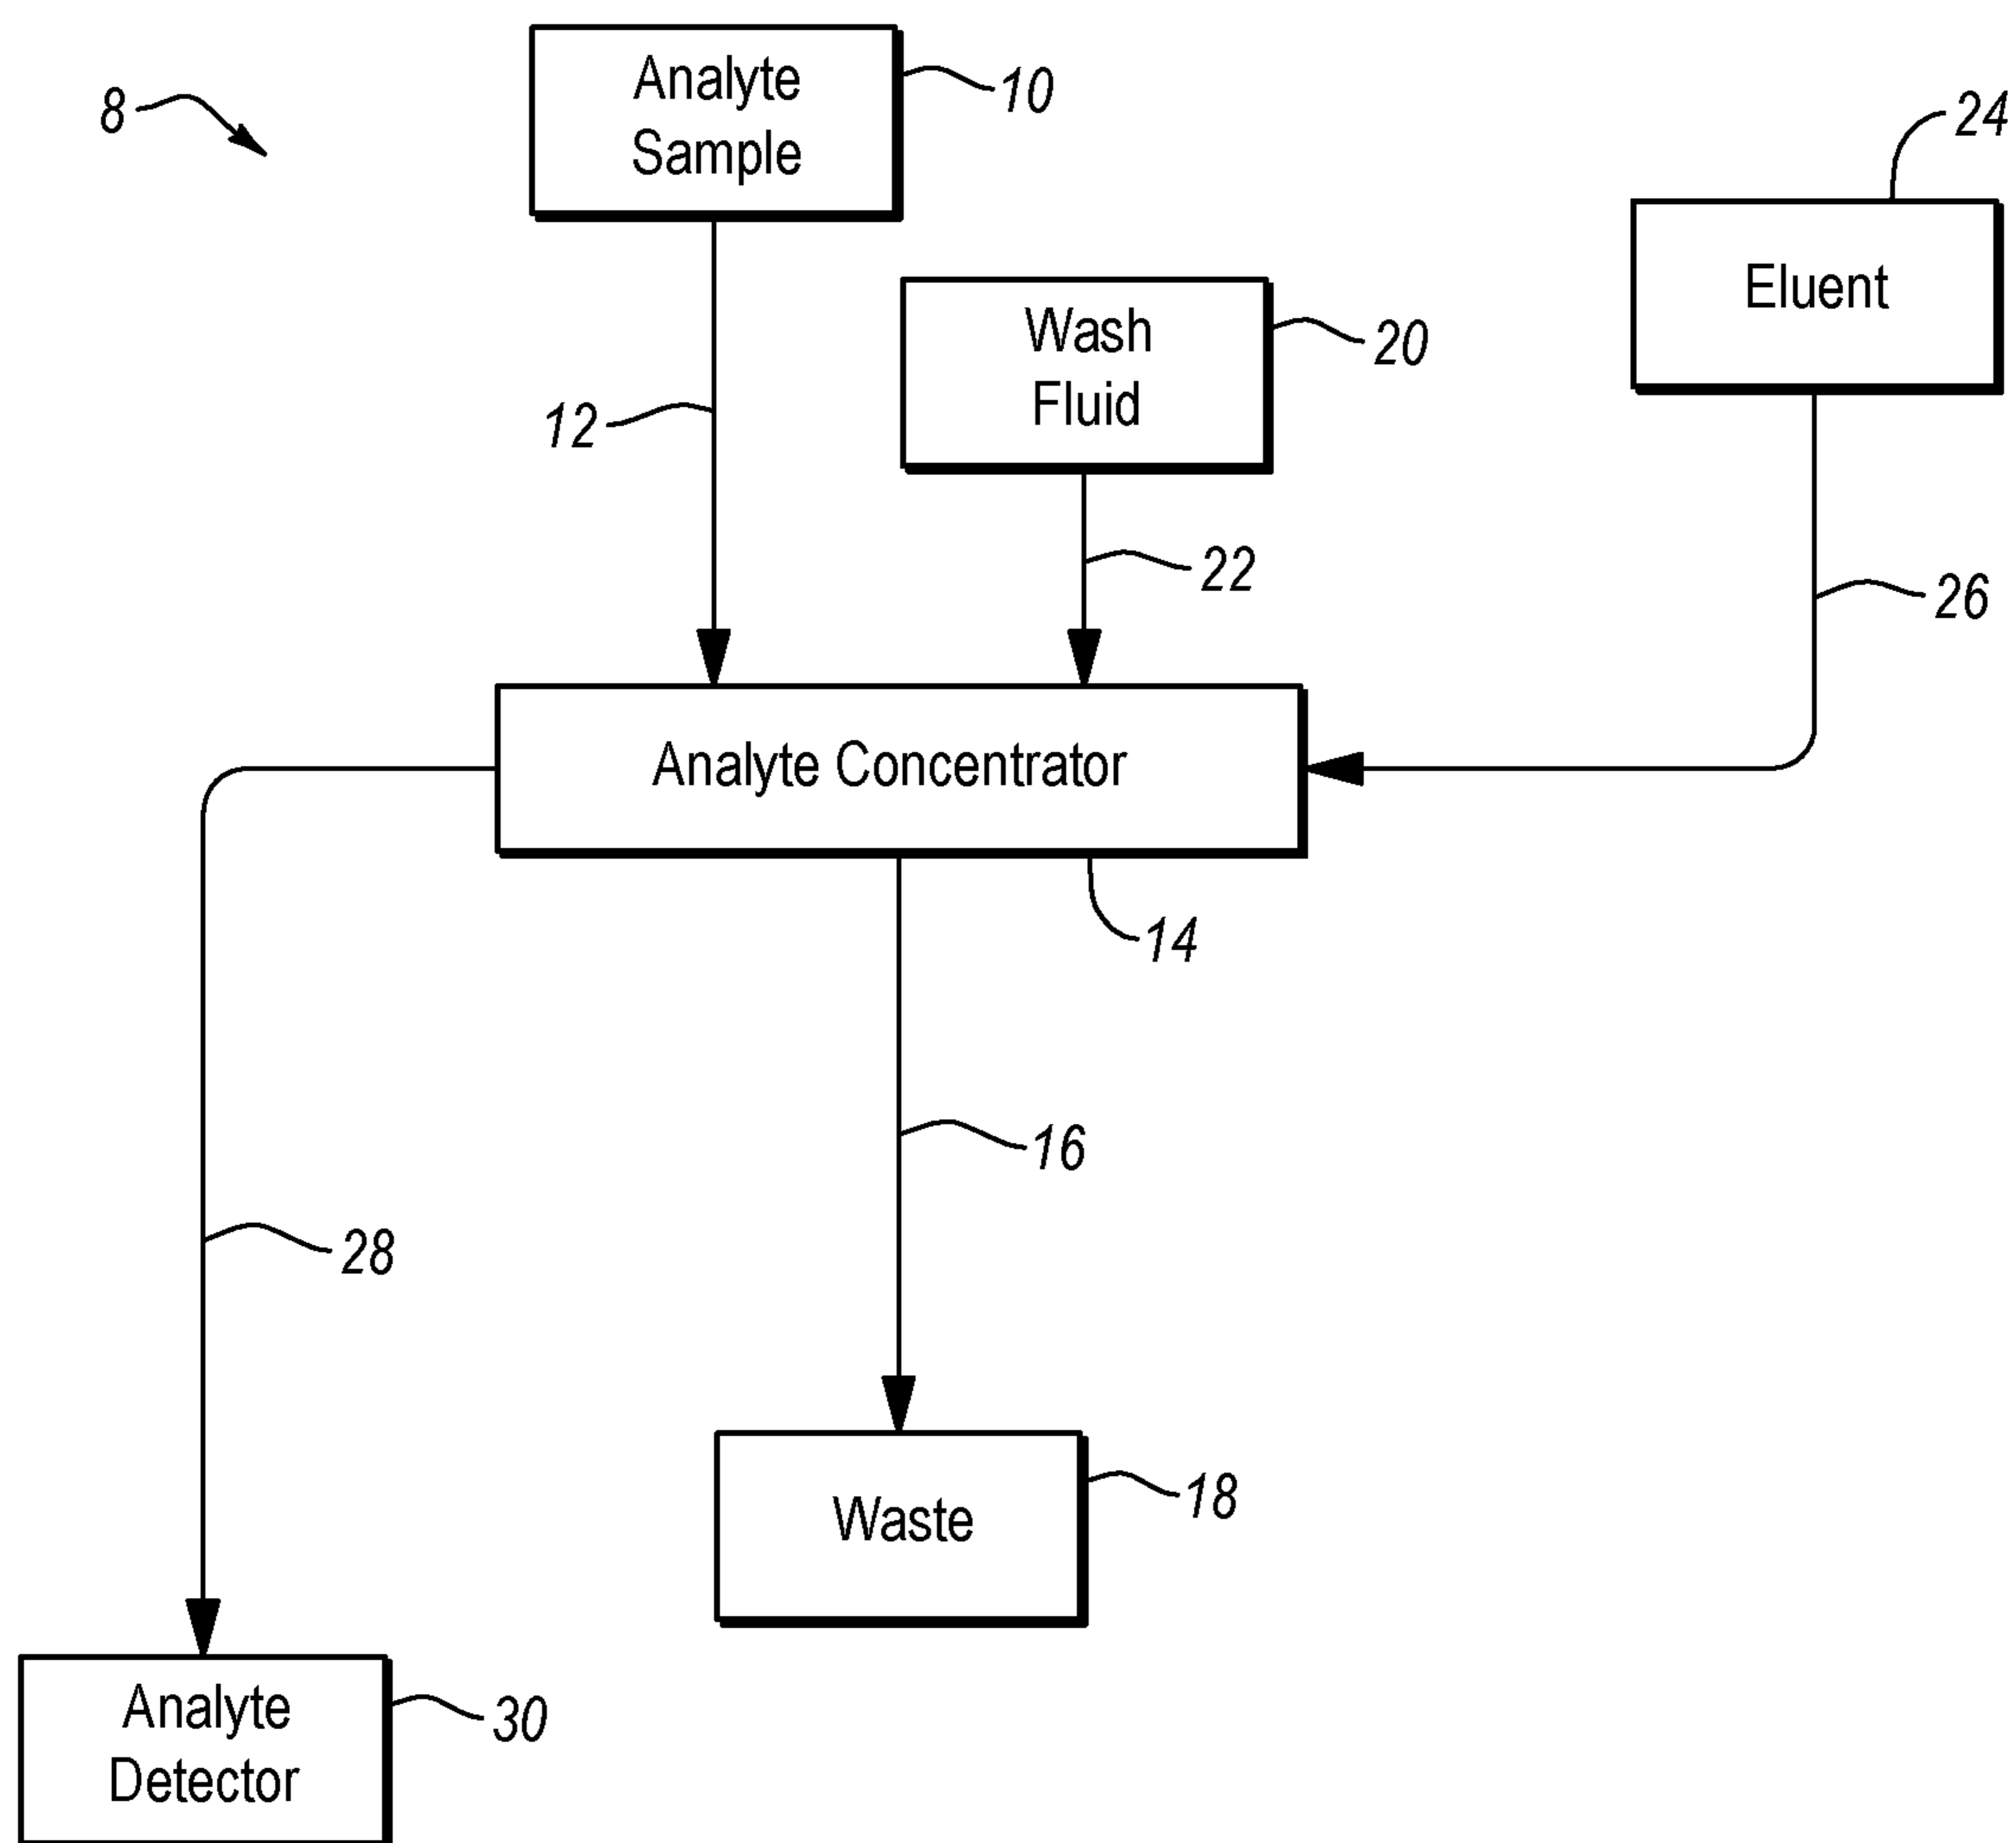 8
Analyte
Sample
10
24
Eluent
Wash
Fluid
20
12
22
26
Analyte Concentrator
14
16
28
Waste
18
Analyte
Detector
30